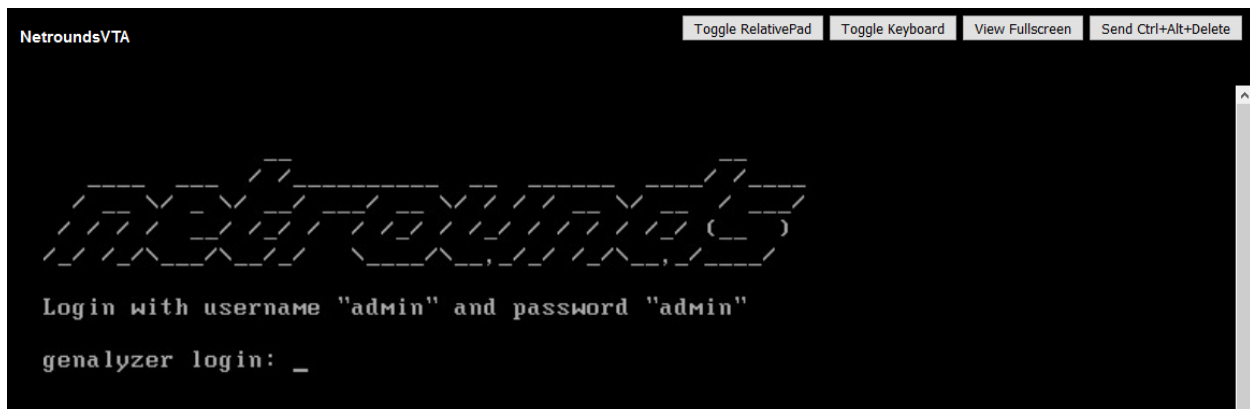 NetroundsVTA
Toggle RelativePad Toggle Keyboard View Fullscreen Send Ctrl+Alt+Delete
netrounds
Login with username "admin" and password "admin"
genalyzer login: _